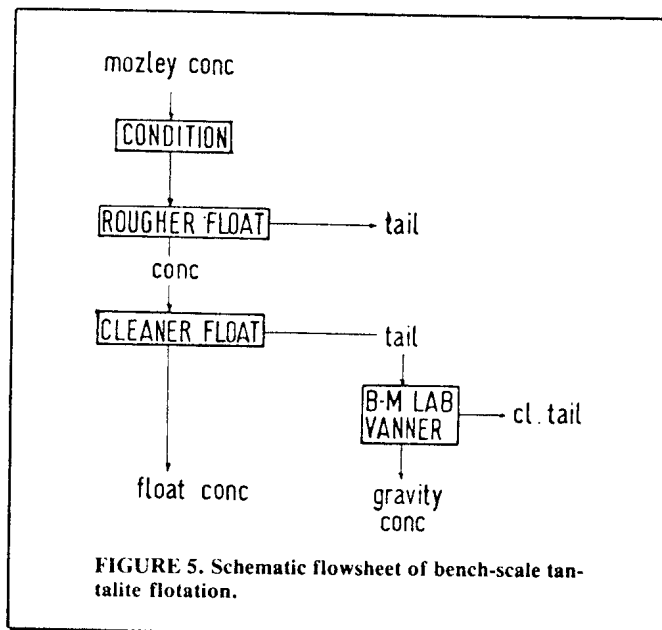 mozley conc
CONDITION
ROUGHER FLOAT
tail
conc
CLEANER FLOAT
tail
B-M LAB
VANNER
cl. tail
float conc
gravity
conc
FIGURE 5. Schematic flowsheet of bench-scale tan-
talite flotation.